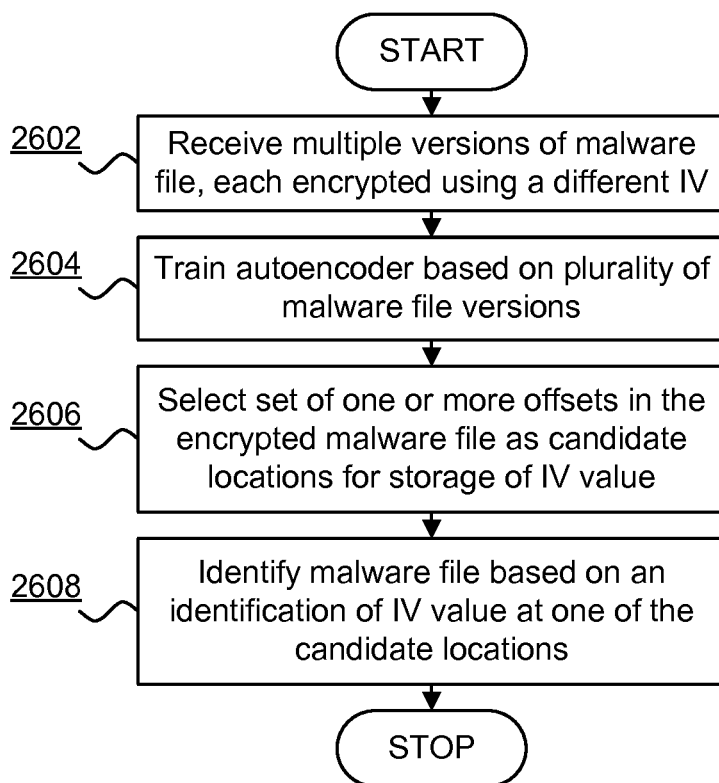 START
2602
Receive multiple versions of malware
file, each encrypted using a different IV
2604
Train autoencoder based on plurality of
malware file versions
2606
Select set of one or more offsets in the
encrypted malware file as candidate
locations for storage of IV value
2608
Identify malware file based on an
identification of IV value at one of the
candidate locations
STOP